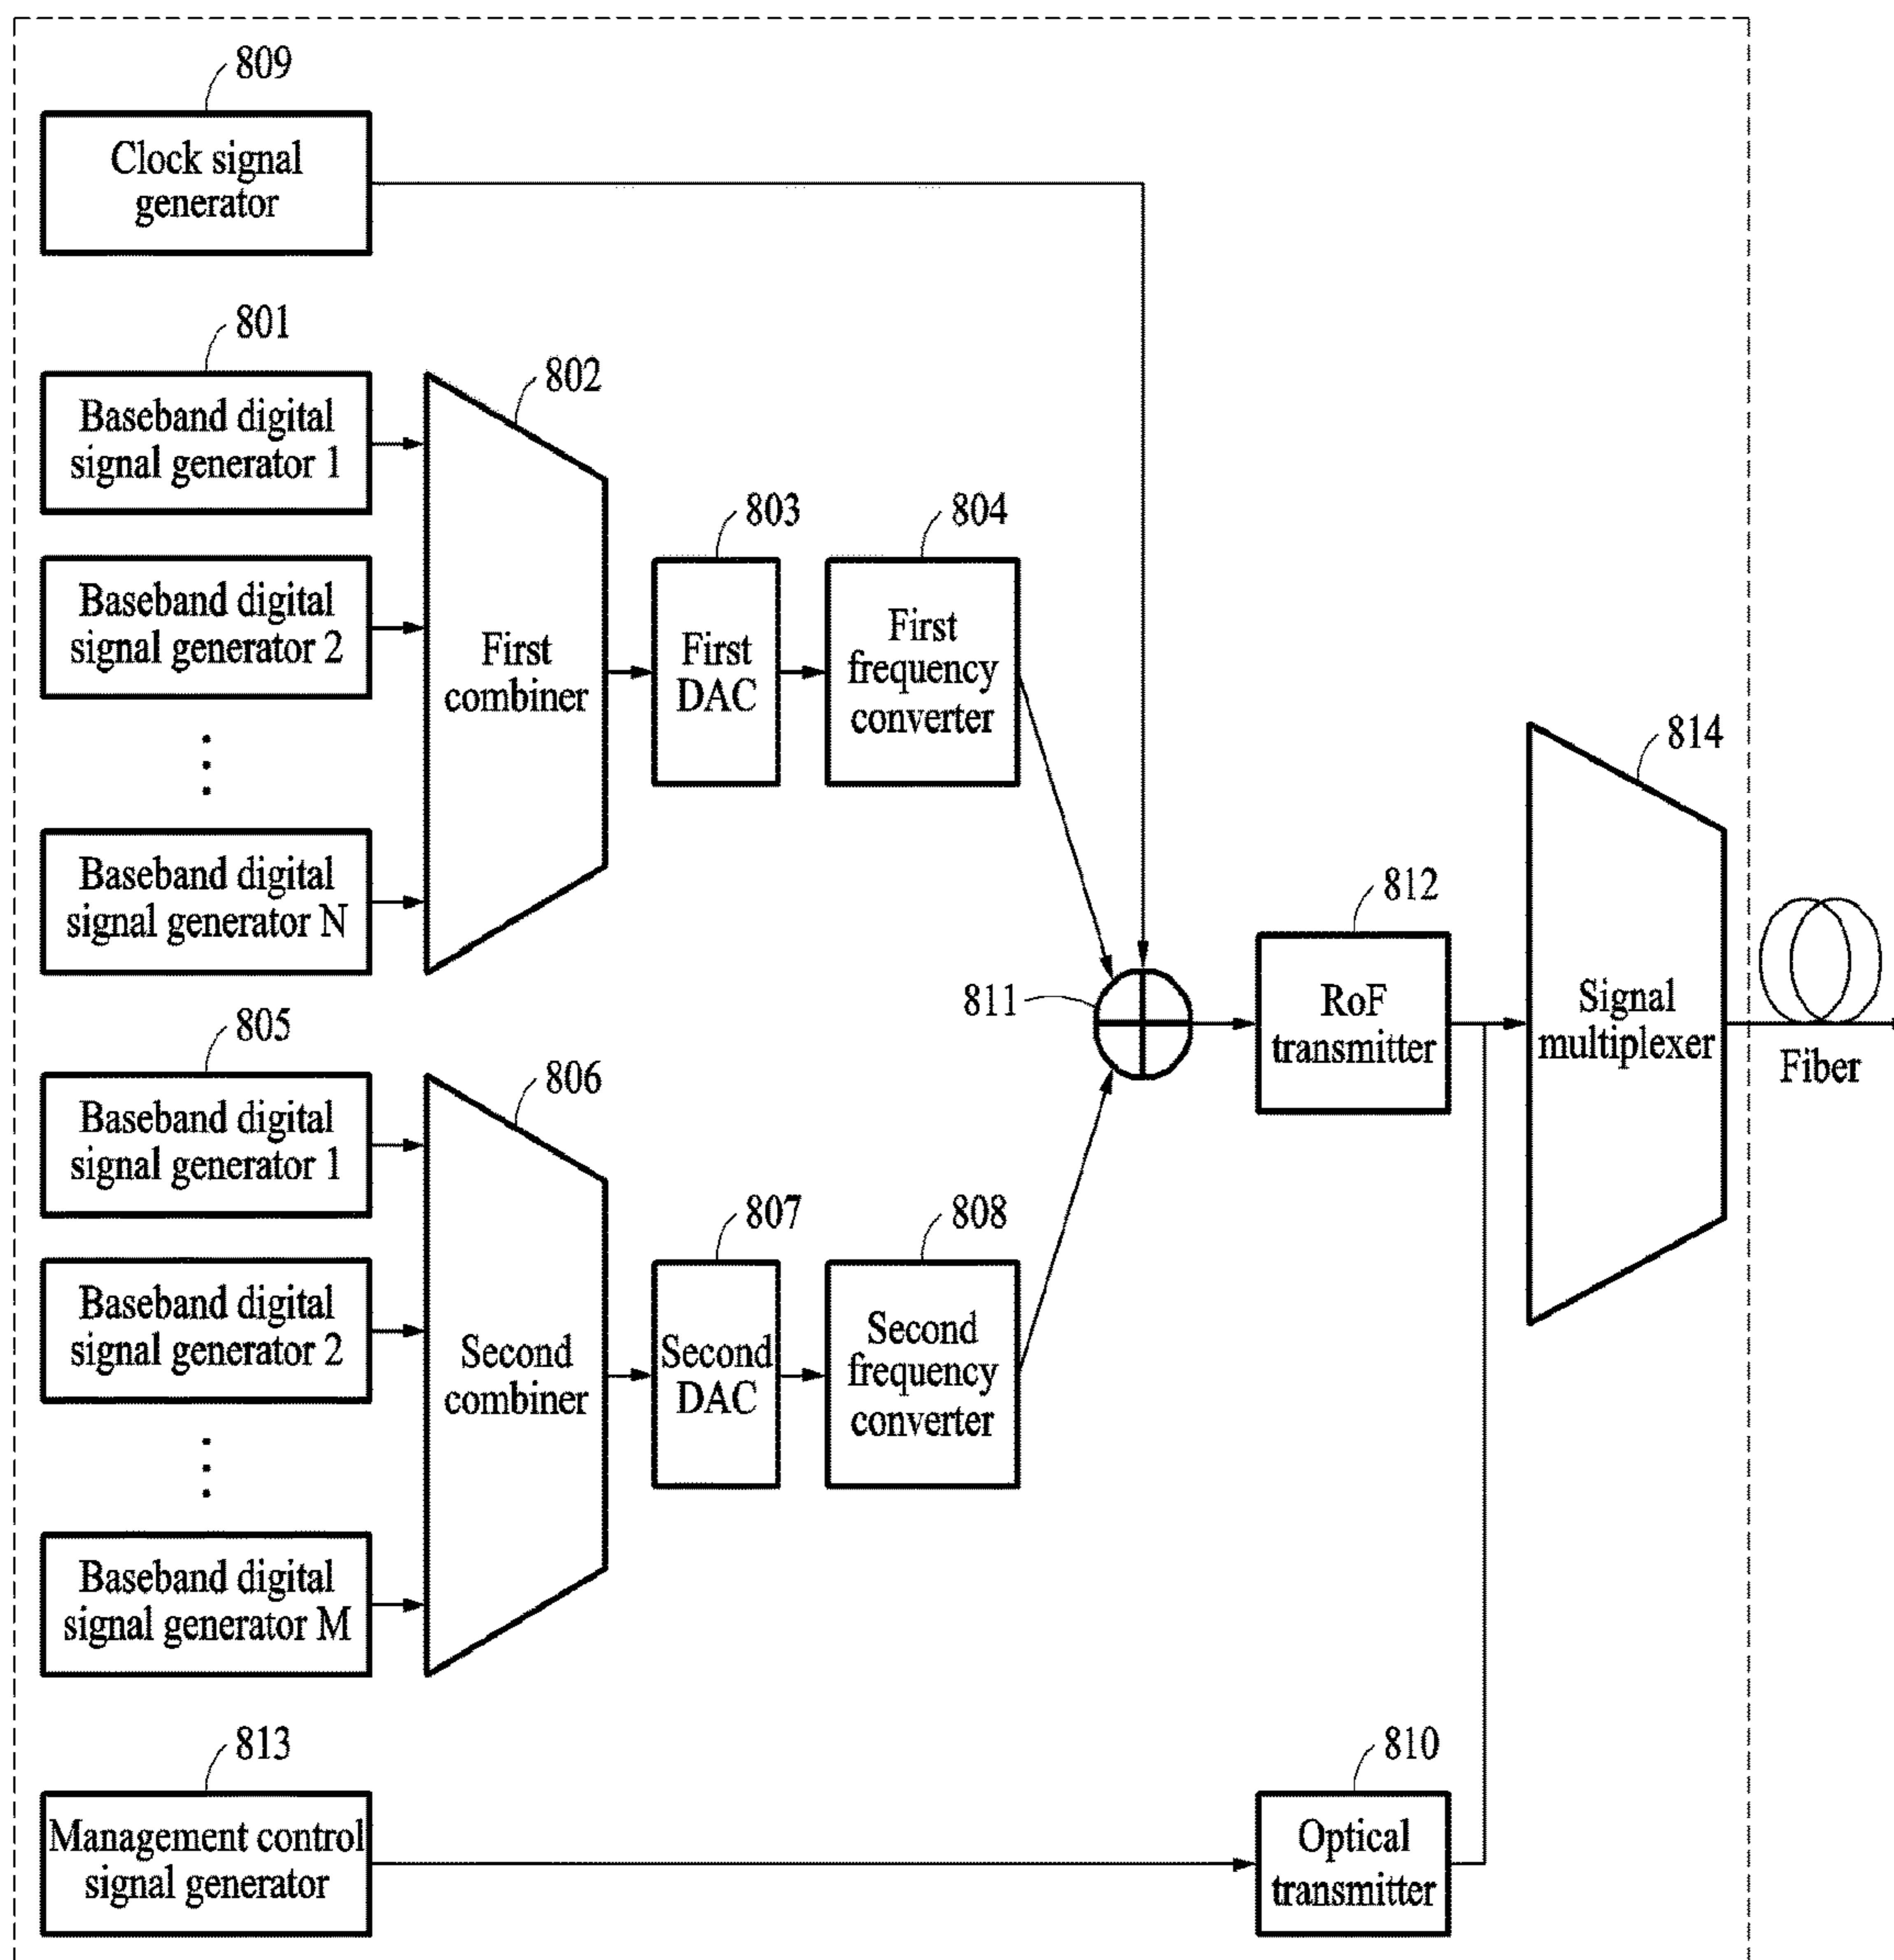 809
Clock signal
generator
801
Baseband digital
signal generator 1
802
Baseband digital
signal generator 2
Baseband digital
signal generator N
First
combiner
803
First
DAC
804
First
frequency
converter
805
Baseband digital
signal generator 1
806
Baseband digital
signal generator 2
Baseband digital
signal generator M
Second
combiner
807
Second
DAC
808
Second
frequency
converter
811
812
RoF
transmitter
814
Signal
multiplexer
Fiber
813
Management control
signal generator
810
Optical
transmitter